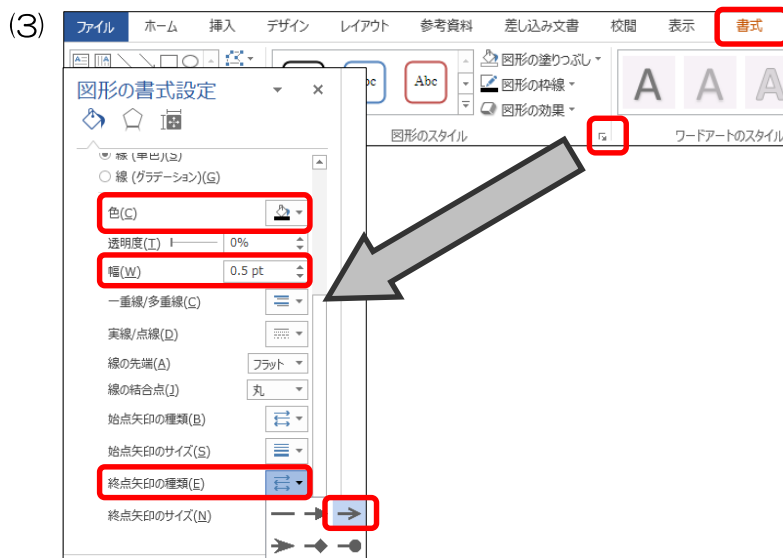 (3)
ファイル ホーム 挿入 デザイン レイアウト 参考資料 差し込み文書 校閲 表示 書式
図形の塗りつぶし
Abc 図形の枠線 A A A
図形の効果
図形のスタイル ワードアートのスタイル
図形の書式設定
線 (単色)(S)
線 (グラデーション)(G)
色(C)
透明度(T) 0%
幅(W) 0.5 pt
一重線/多重線(C)
実線/点線(D)
線の先端(A) フラット
線の結合点(J) 丸
始点矢印の種類(B)
始点矢印のサイズ(S)
終点矢印の種類(E)
終点矢印のサイズ(N)